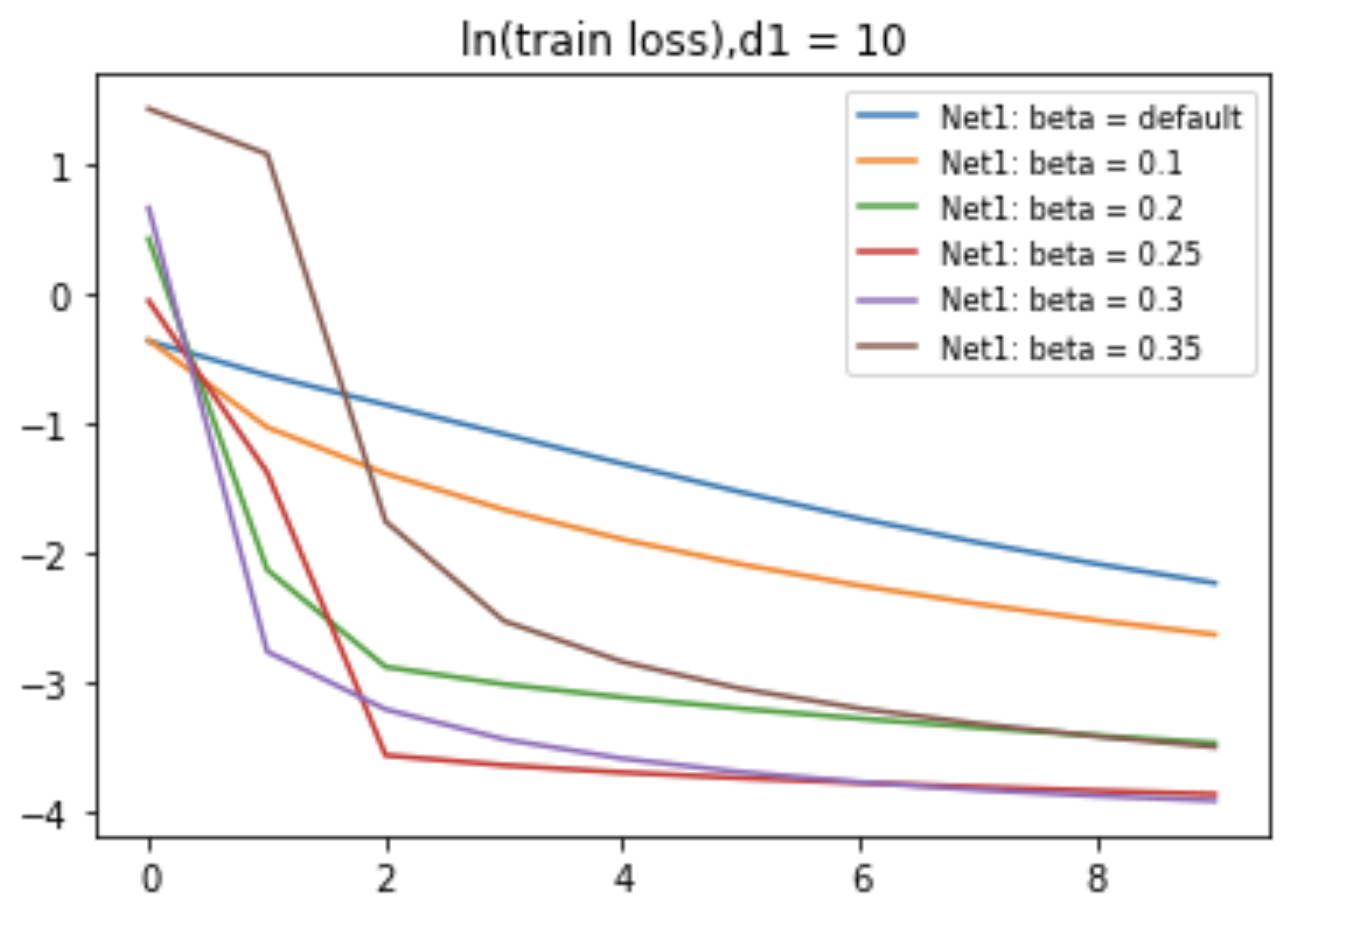 ln(train loss),d1 = 10
Net1: beta = default
Net1: beta = 0.1
Net1: beta = 0.2
Net1: beta = 0.25
Net1: beta = 0.3
Net1: beta = 0.35
1
0
−1
−2
−3
−4
0 2 4 6 8